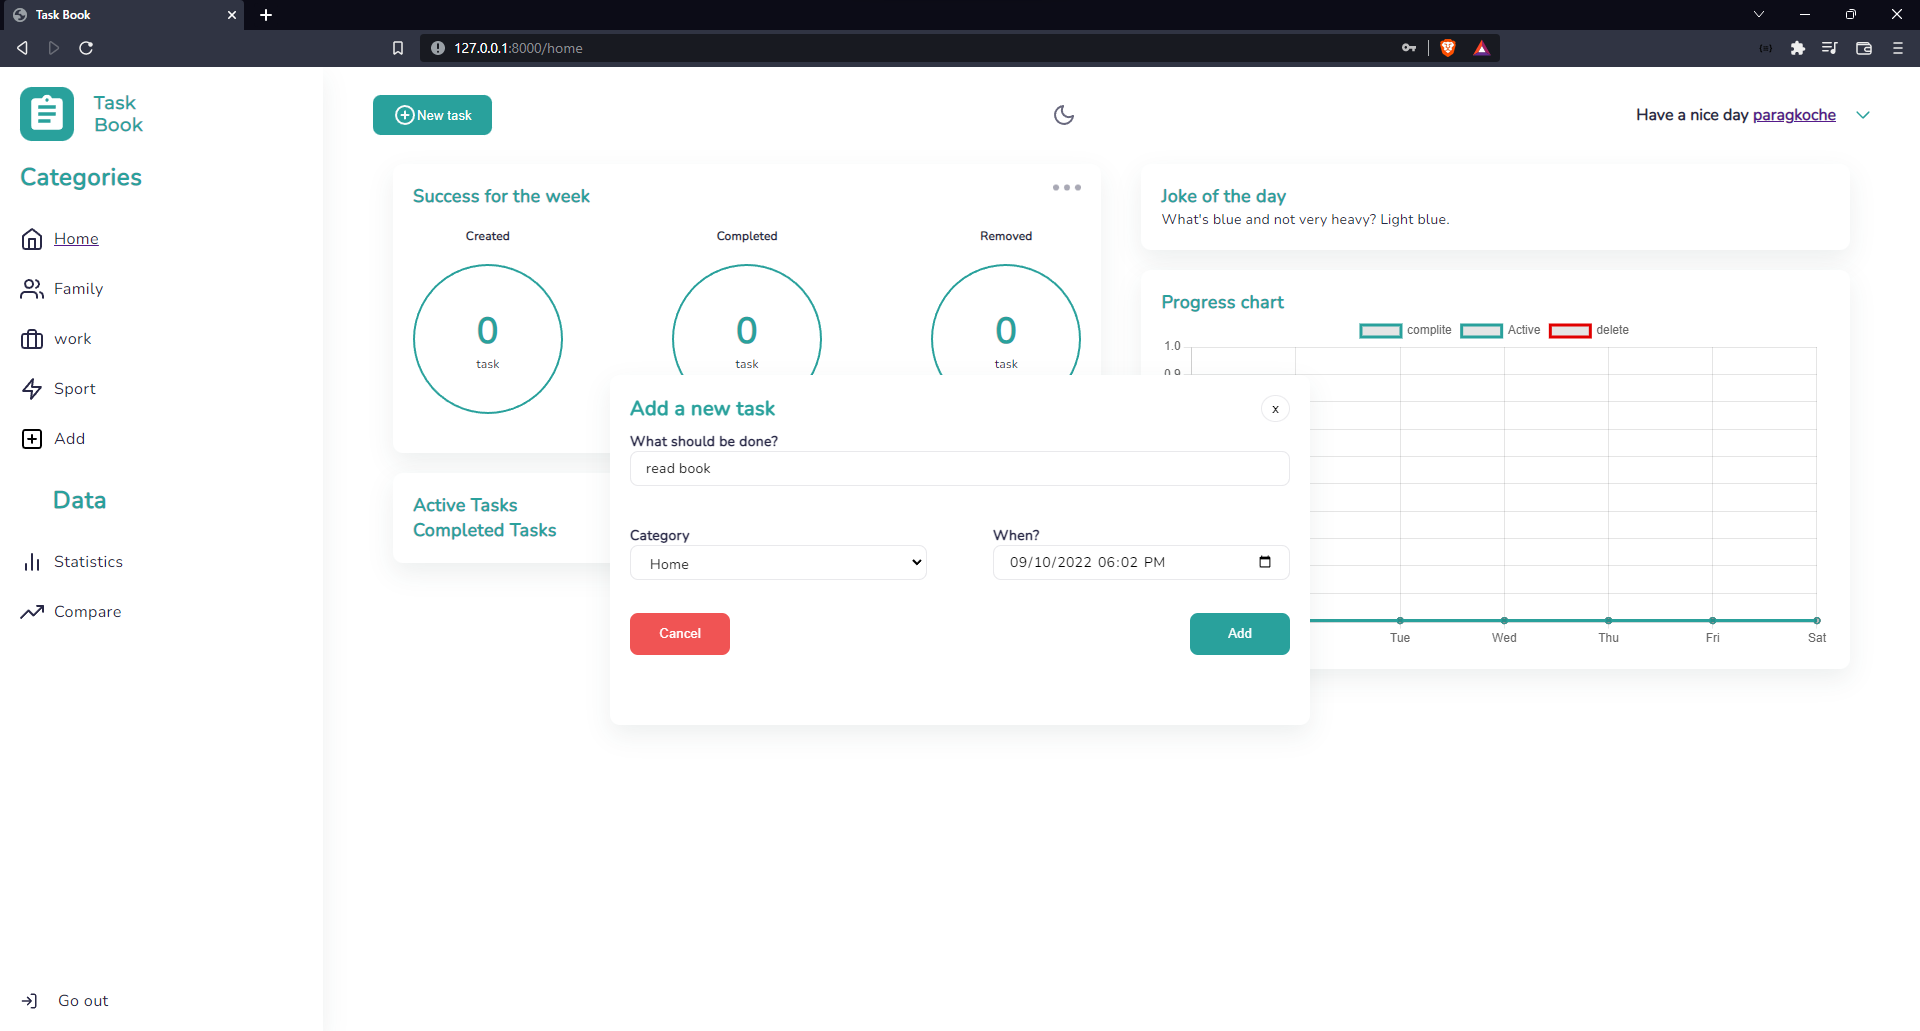 Task Book
127.0.0.1:8000/home
Task
Book
Categories
Home
Family
work
Sport
Add
Data
Statistics
Compare
Go out
New task
Have a nice day paragkoche
Success for the week
Created
Completed
Removed
0
0
0
task
task
task
Active Tasks
Completed Tasks
Joke of the day
What's blue and not very heavy? Light blue.
Progress chart
complite
Active
delete
1.0
0.9
Tue
Wed
Thu
Fri
Sat
Add a new task
x
What should be done?
read book
Category
When?
Home
09/10/2022 06:02 PM
Cancel
Add